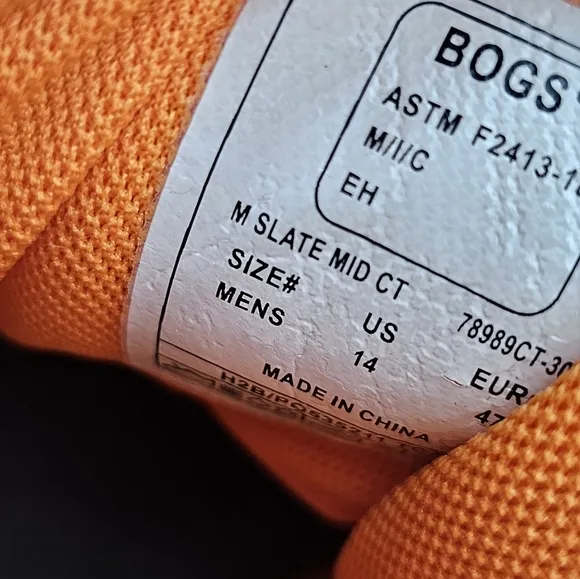 BOGS
ASTM F2413-1
M/I/C
EH
M SLATE MID CT 78989CT-30
SIZE# US EUR
MENS 14 47
MADE IN CHINA